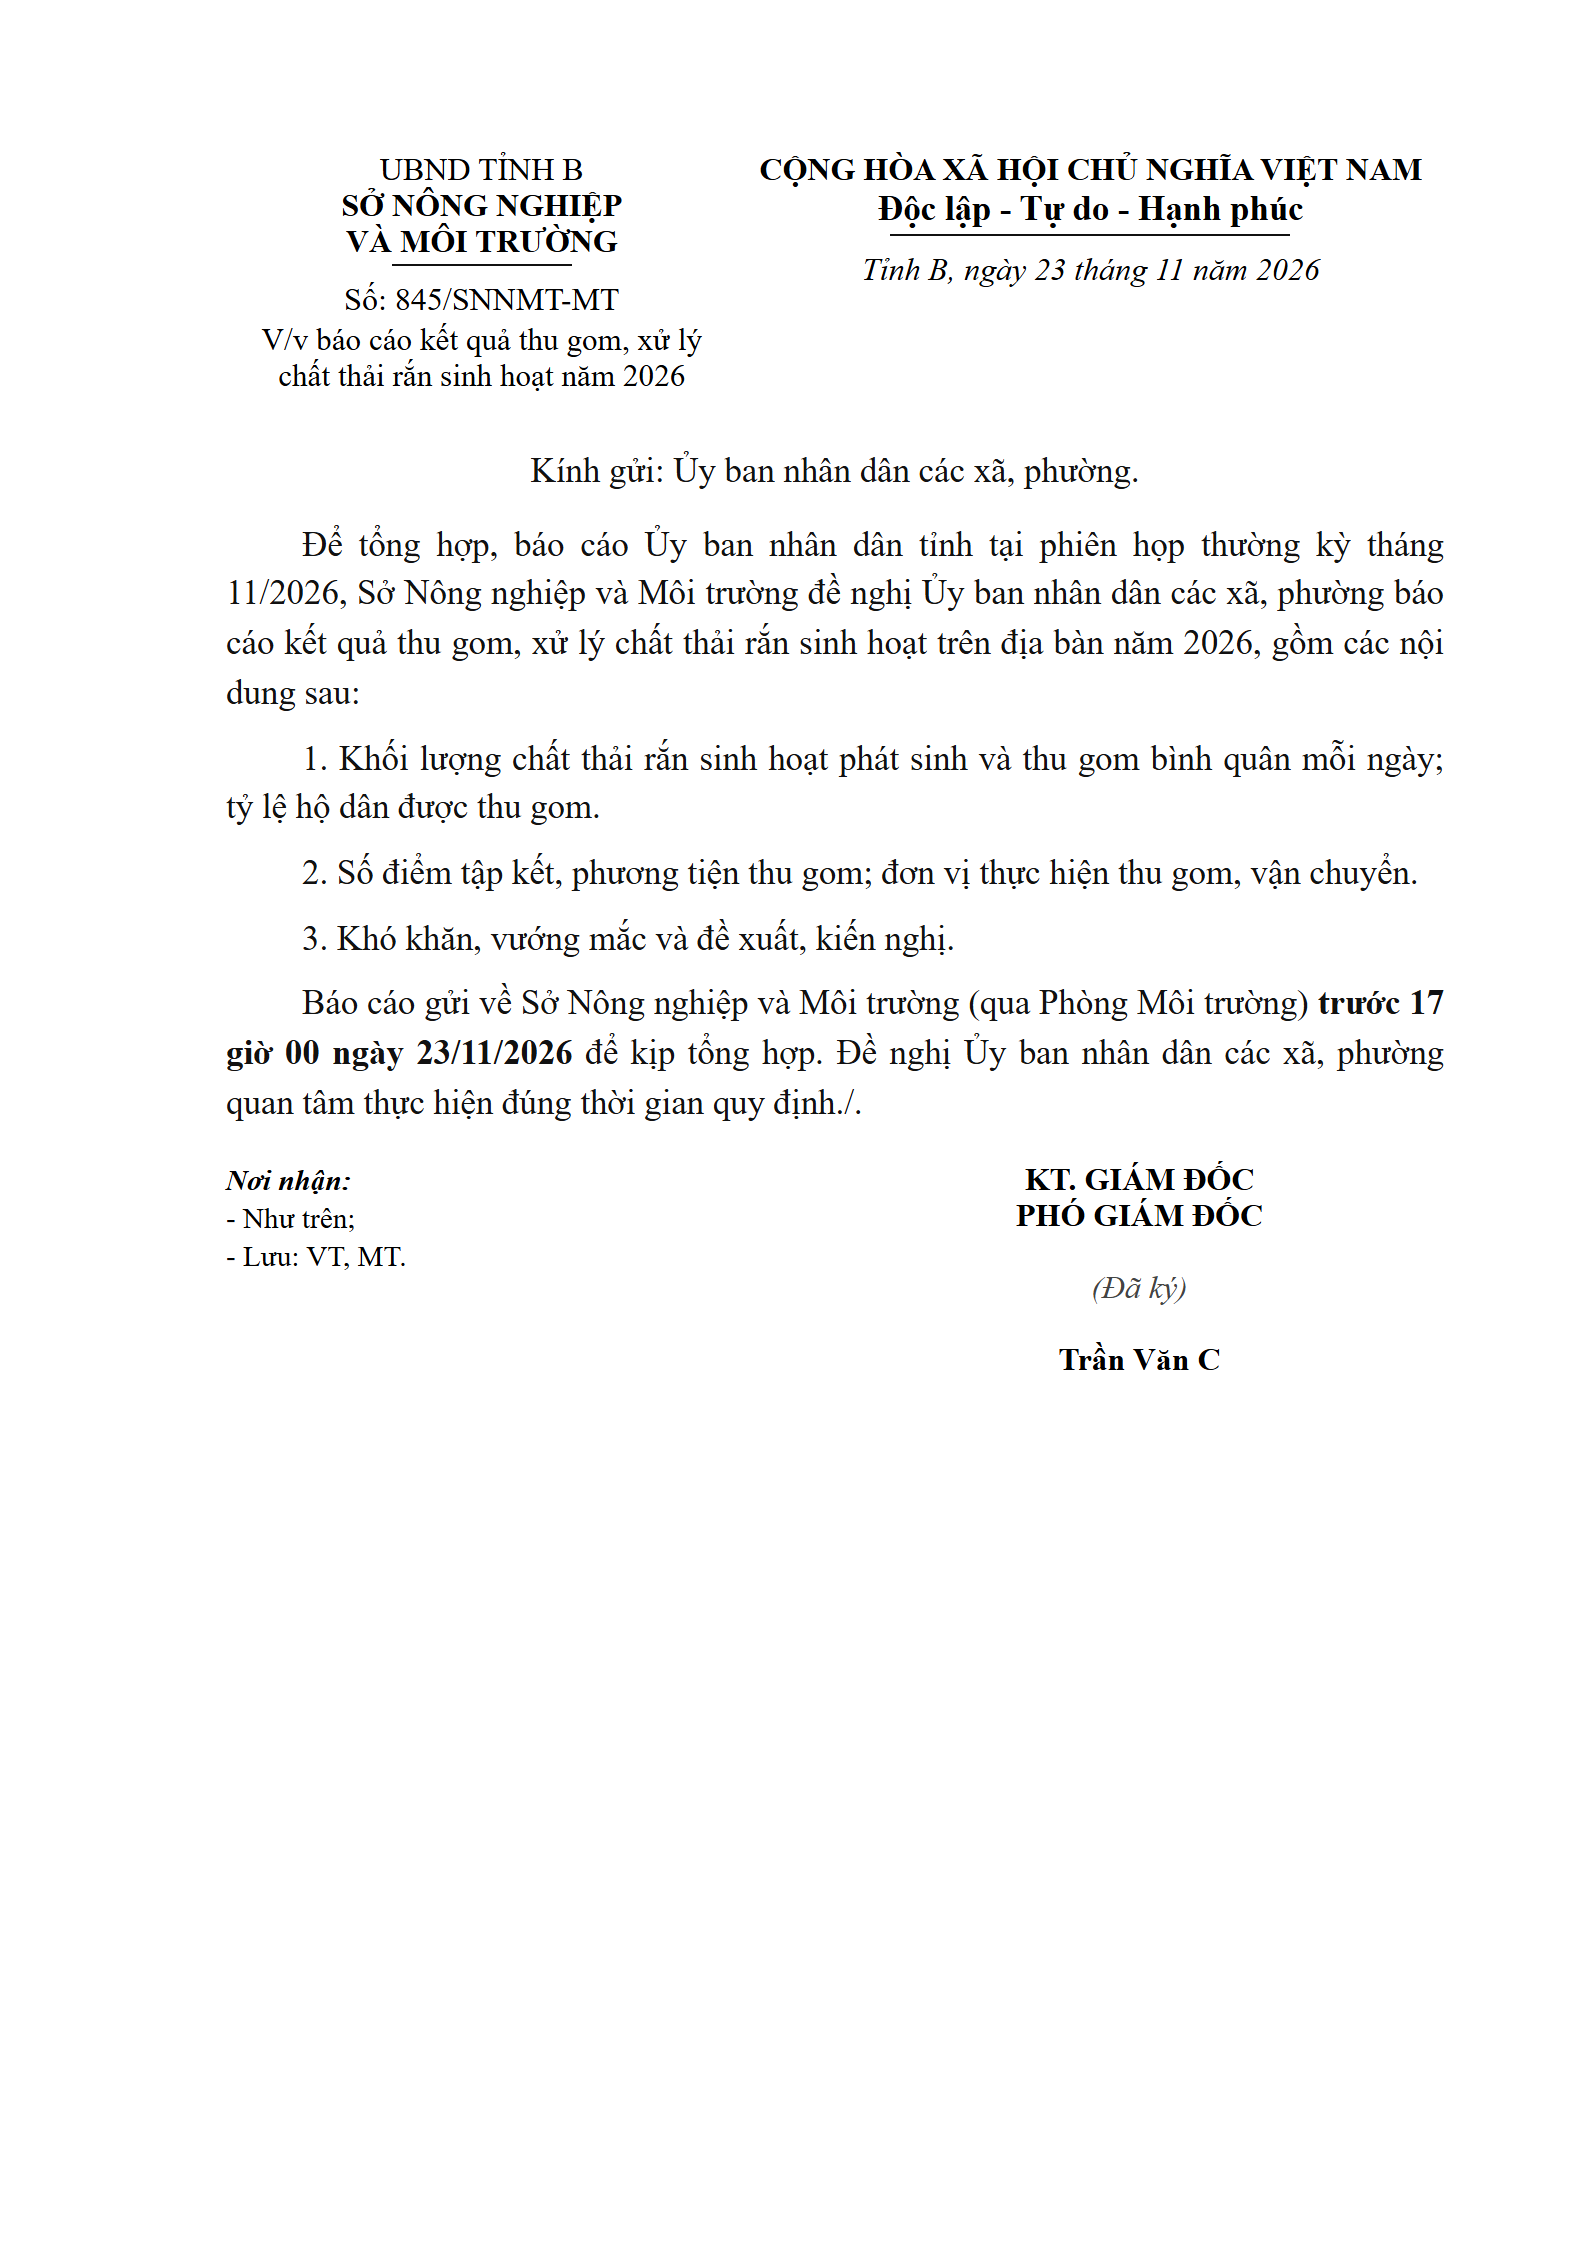 UBND TỈNH B
SỞ NÔNG NGHIỆP
VÀ MÔI TRƯỜNG
Số: 845/SNNMT-MT
V/v báo cáo kết quả thu gom, xử lý
chất thải rắn sinh hoạt năm 2026
CỘNG HÒA XÃ HỘI CHỦ NGHĨA VIỆT NAM
Độc lập - Tự do - Hạnh phúc
Tỉnh B, ngày 23 tháng 11 năm 2026
Kính gửi: Ủy ban nhân dân các xã, phường.
Để tổng hợp, báo cáo Ủy ban nhân dân tỉnh tại phiên họp thường kỳ tháng
11/2026, Sở Nông nghiệp và Môi trường đề nghị Ủy ban nhân dân các xã, phường báo
cáo kết quả thu gom, xử lý chất thải rắn sinh hoạt trên địa bàn năm 2026, gồm các nội
dung sau:
1. Khối lượng chất thải rắn sinh hoạt phát sinh và thu gom bình quân mỗi ngày;
tỷ lệ hộ dân được thu gom.
2. Số điểm tập kết, phương tiện thu gom; đơn vị thực hiện thu gom, vận chuyển.
3. Khó khăn, vướng mắc và đề xuất, kiến nghị.
Báo cáo gửi về Sở Nông nghiệp và Môi trường (qua Phòng Môi trường) trước 17
giờ 00 ngày 23/11/2026 để kịp tổng hợp. Đề nghị Ủy ban nhân dân các xã, phường
quan tâm thực hiện đúng thời gian quy định./.
Nơi nhận:
- Như trên;
- Lưu: VT, MT.
KT. GIÁM ĐỐC
PHÓ GIÁM ĐỐC
(Đã ký)
Trần Văn C